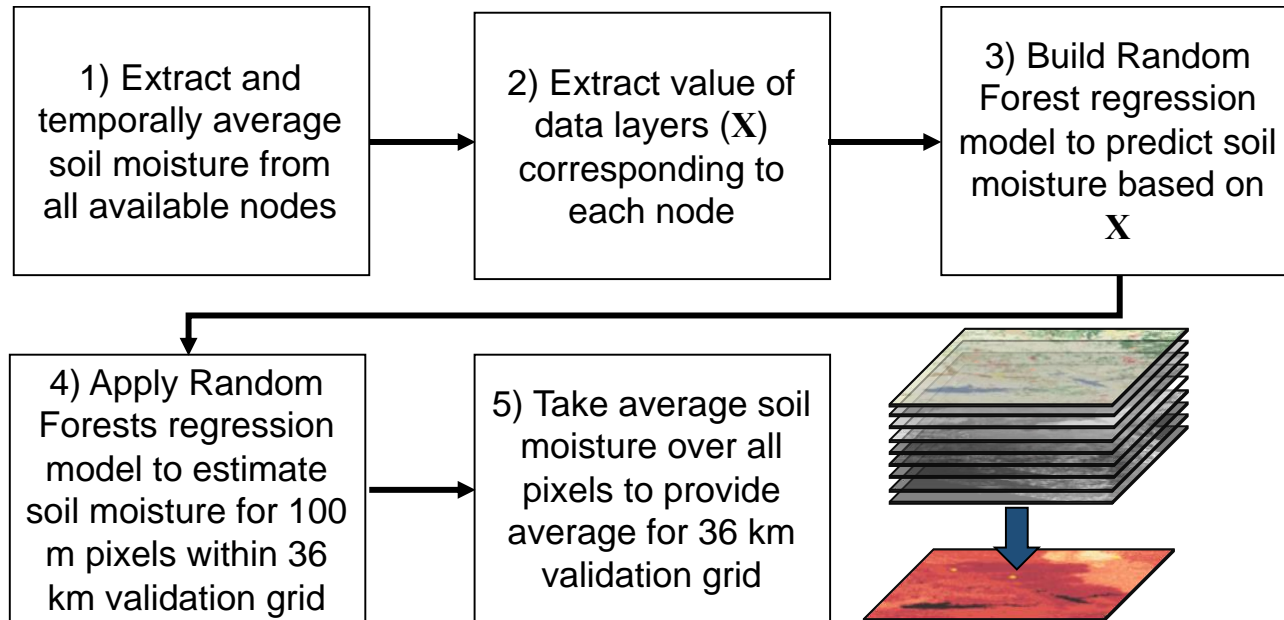 1) Extract and
temporally average
soil moisture from
all available nodes
2) Extract value of
data layers (X)
corresponding to
each node
3) Build Random
Forest regression
model to predict soil
moisture based on
X
4) Apply Random
Forests regression
model to estimate
soil moisture for 100
m pixels within 36
km validation grid
5) Take average soil
moisture over all
pixels to provide
average for 36 km
validation grid